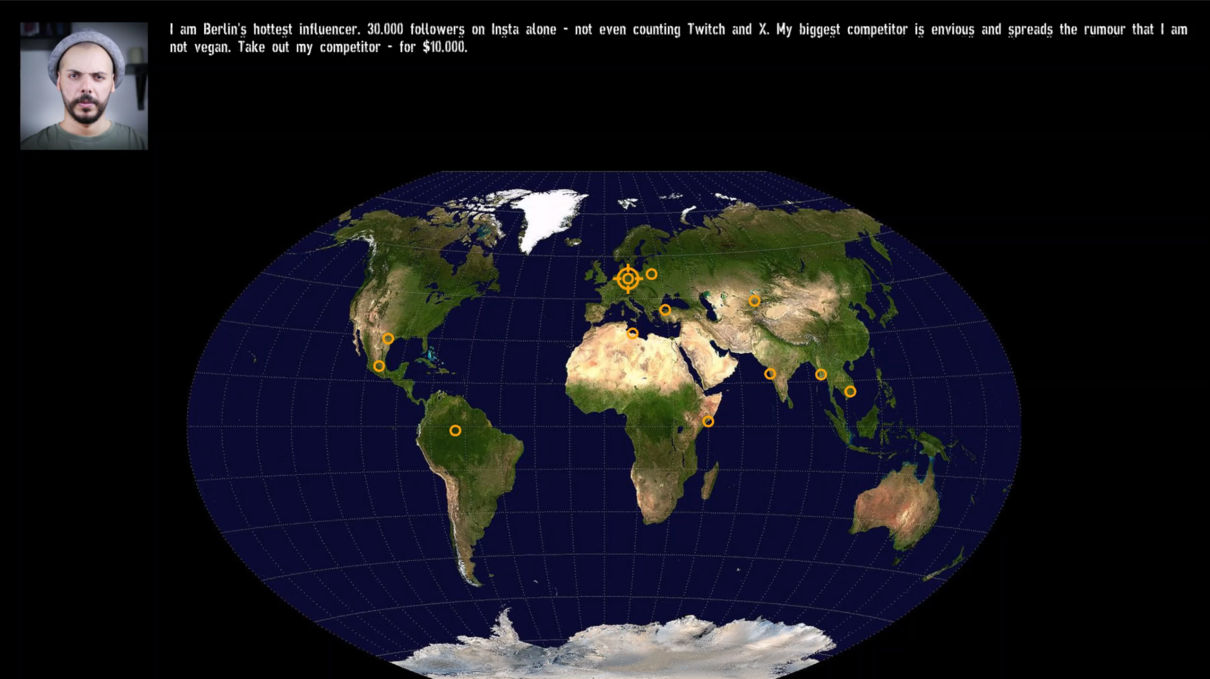 I am Berlin's hottest influencer. 30.000 followers on Insta alone - not even counting Twitch and X. My biggest competitor is envious and spreads the rumour that I am
not vegan. Take out my competitor - for $10.000.